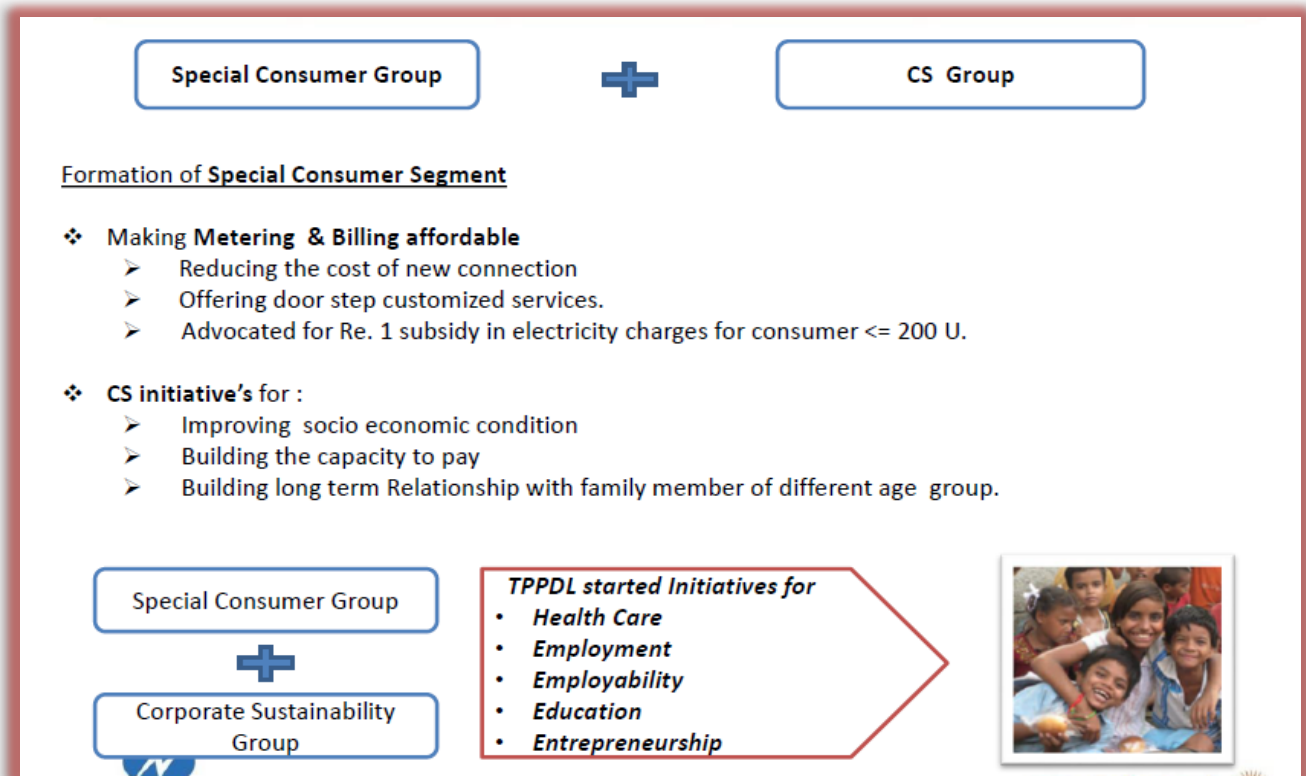 Special Consumer Group
CS Group
Formation of Special Consumer Segment
❖ Making Metering & Billing affordable
➢ Reducing the cost of new connection
➢ Offering door step customized services.
➢ Advocated for Re. 1 subsidy in electricity charges for consumer <= 200 U.
❖ CS initiative’s for :
➢ Improving socio economic condition
➢ Building the capacity to pay
➢ Building long term Relationship with family member of different age group.
Special Consumer Group
Corporate Sustainability
Group
TPPDL started Initiatives for
• Health Care
• Employment
• Employability
• Education
• Entrepreneurship